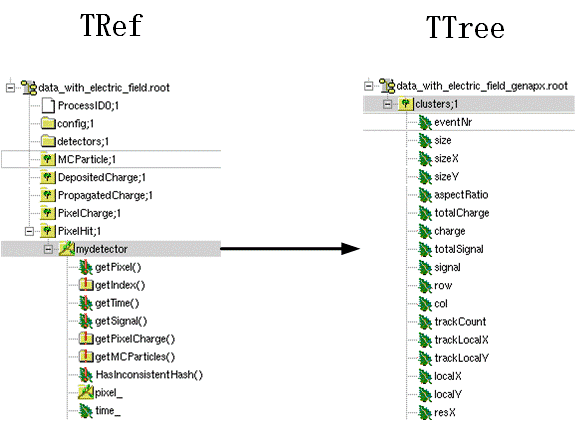 TRef
data_with_electric_field.root
ProcessID0;1
config;1
detectors;1
MCParticle;1
DepositedCharge;1
PropagatedCharge;1
PixelCharge;1
PixelHit;1
mydetector
getPixel()
getIndex()
getTime()
getSignal()
getPixelCharge()
getMCParticles()
HasInconsistentHash()
pixel_
time_
TTree
data_with_electric_field_genapx.root
clusters;1
eventNr
size
sizeX
sizeY
aspectRatio
totalCharge
charge
totalSignal
signal
row
col
trackCount
trackLocalX
trackLocalY
localX
localY
resX